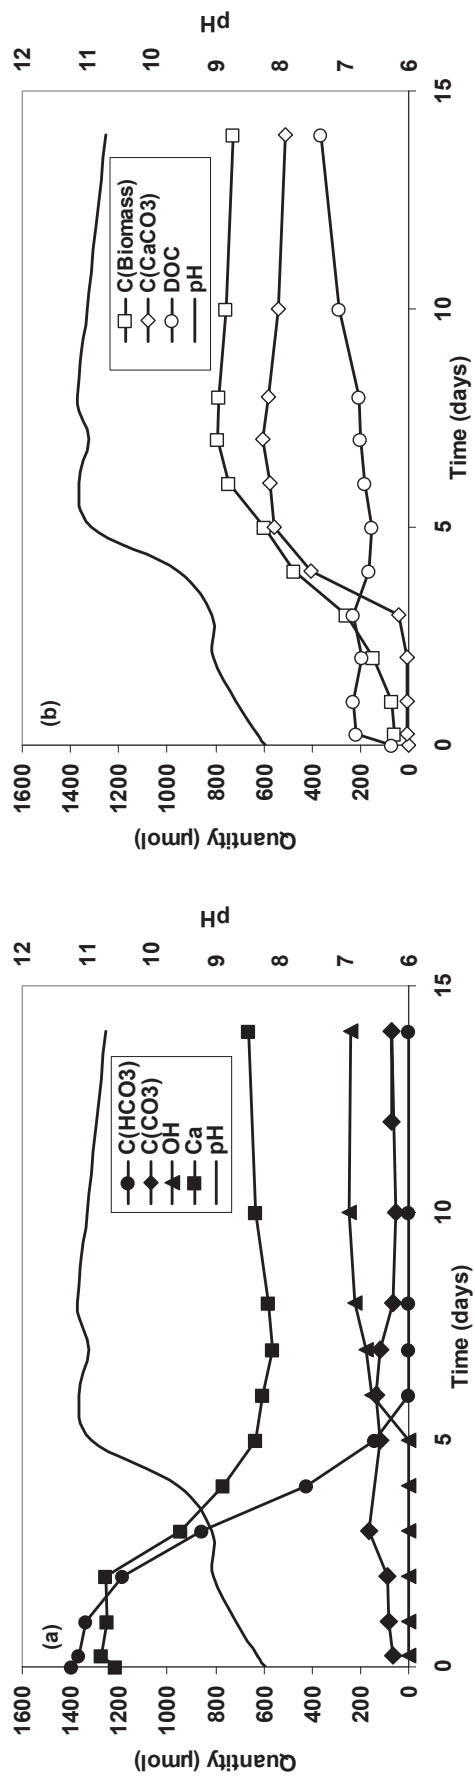 (a)
Quantity (µmol)
1600
1400
1200
1000
800
600
400
200
0
0
5
10
15
Time (days)
12
11
10
9
8
7
6
pH
C(HCO3)
C(CO3)
OH
Ca
pH
(b)
Quantity (µmol)
1600
1400
1200
1000
800
600
400
200
0
0
5
10
15
Time (days)
12
11
10
9
8
7
6
pH
C(Biomass)
C(CaCO3)
DOC
pH